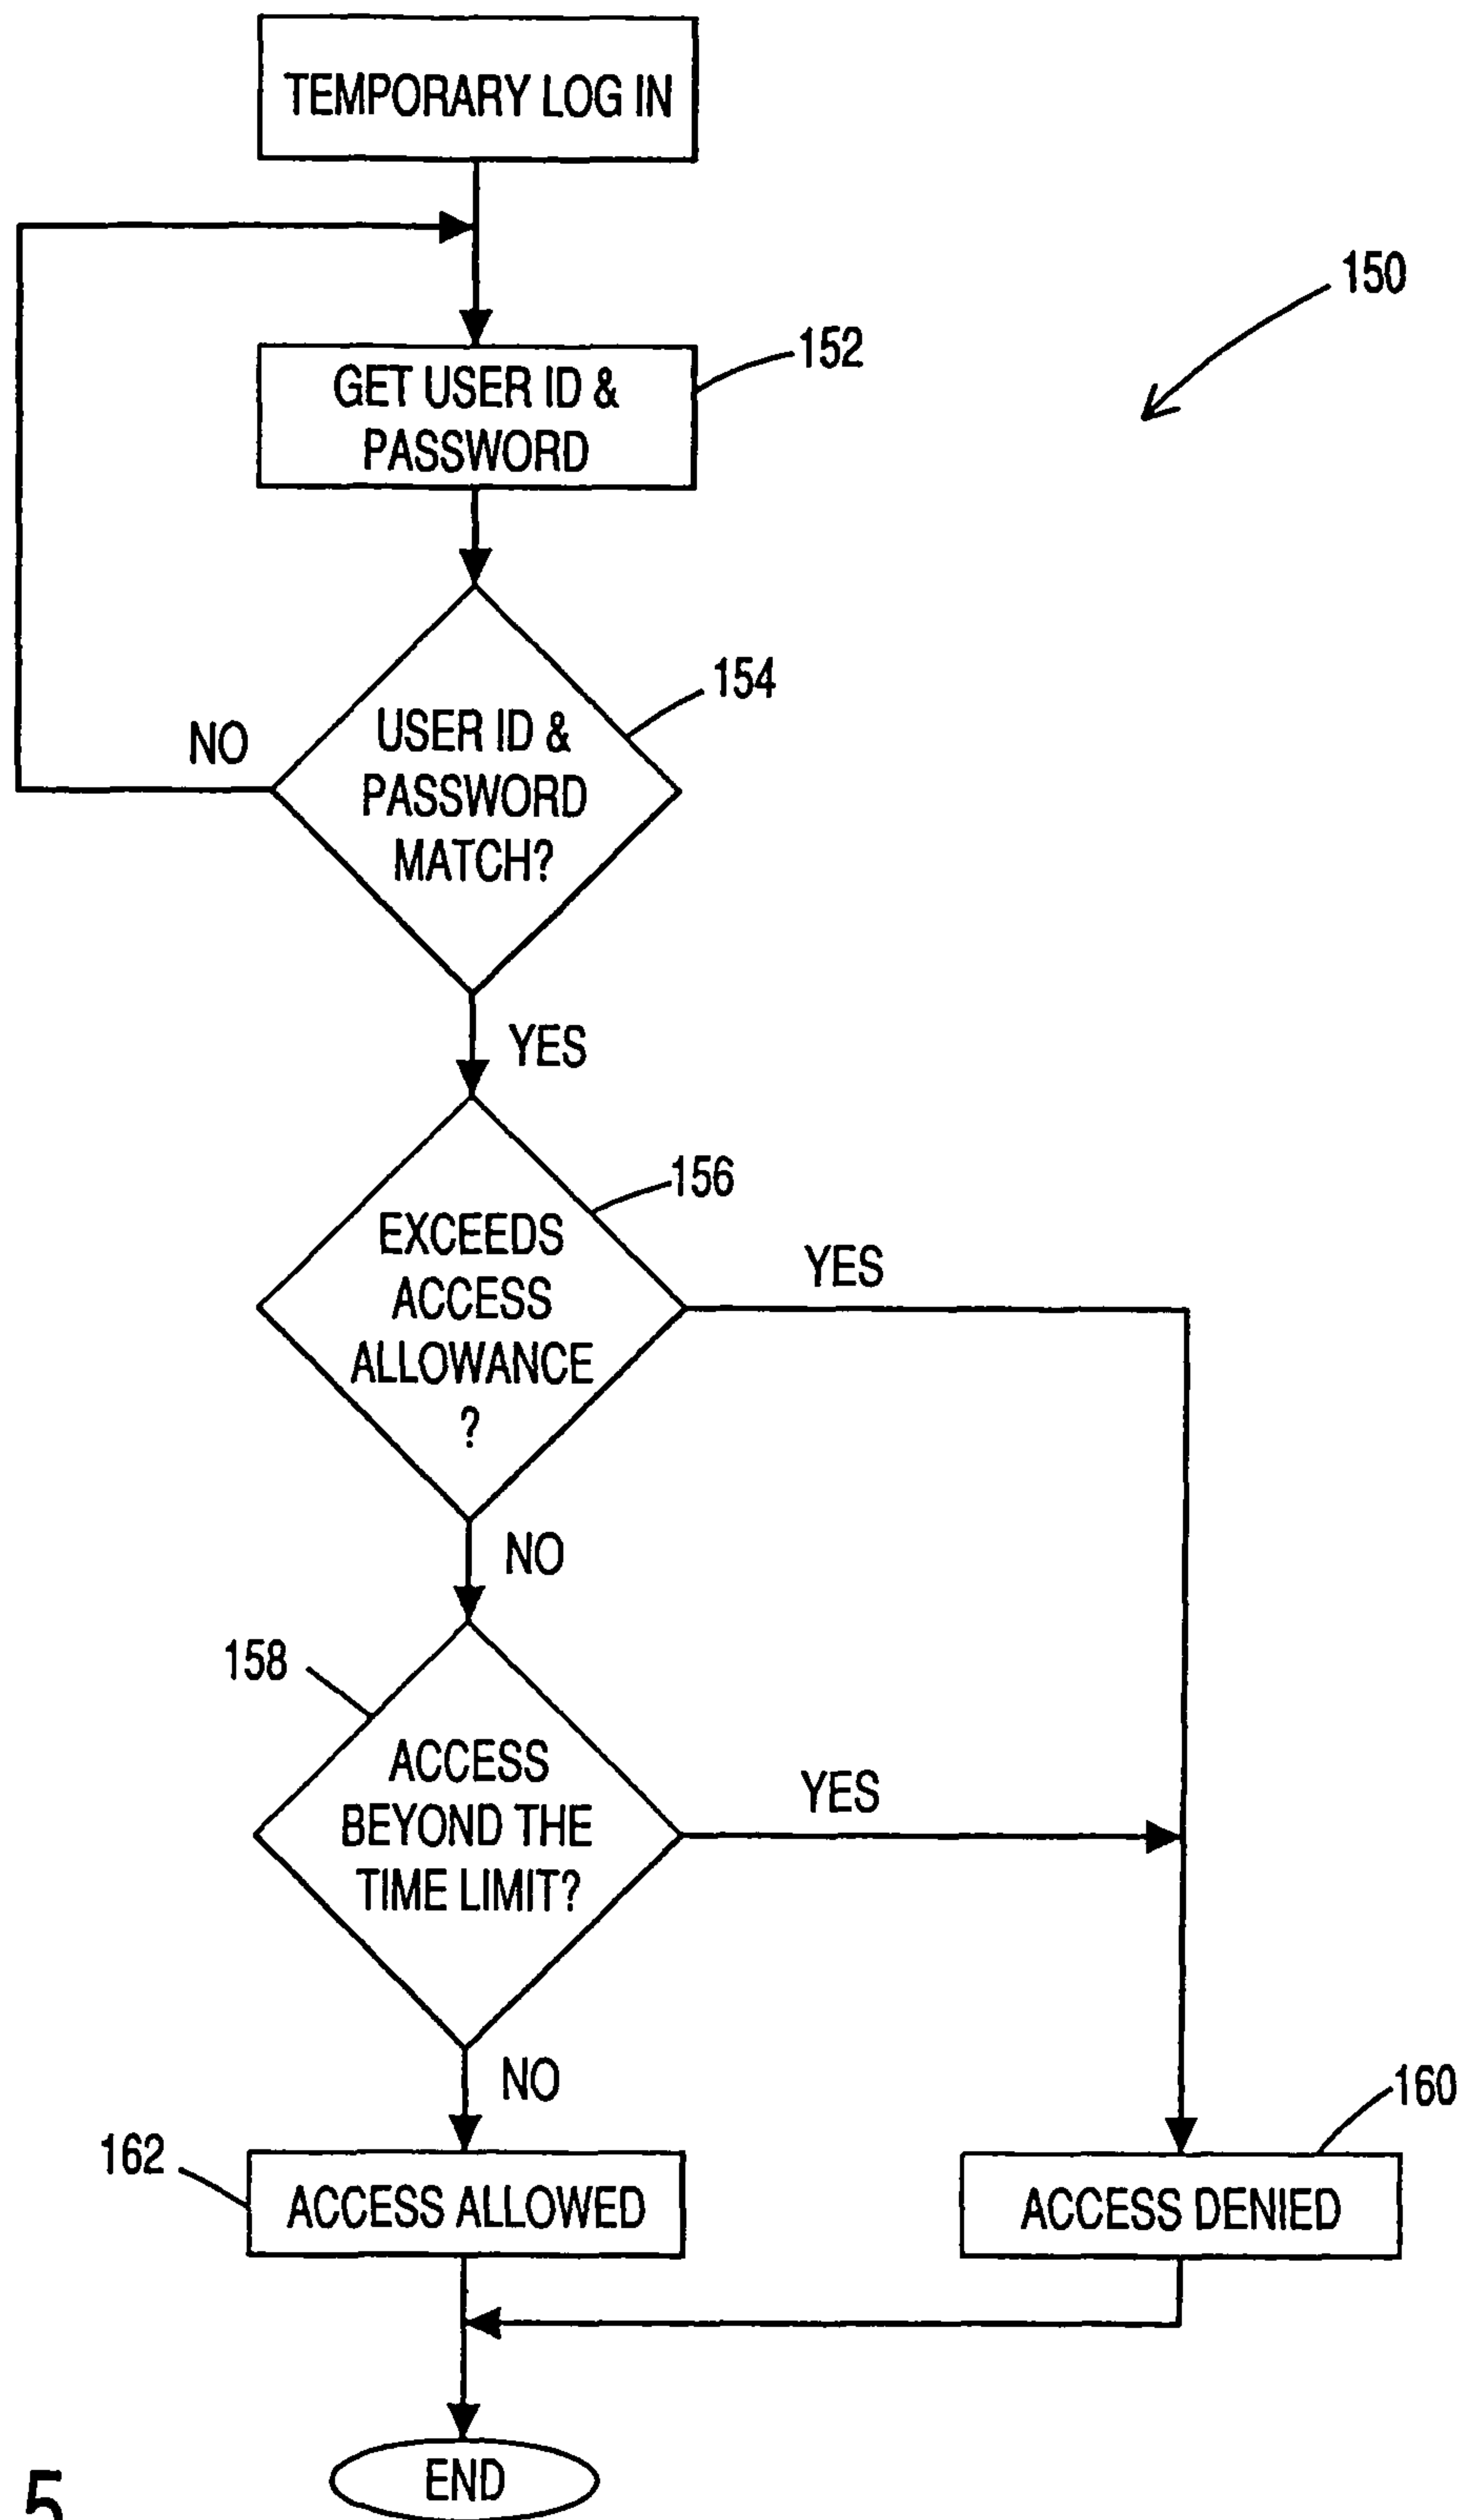 TEMPORARY LOG IN
150
152
GET USER ID &
PASSWORD
154
NO
USER ID &
PASSWORD
MATCH?
YES
156
EXCEEDS
ACCESS
ALLOWANCE
?
YES
NO
158
ACCESS
BEYOND THE
TIME LIMIT?
YES
NO
160
162
ACCESS ALLOWED
ACCESS DENIED
END
5